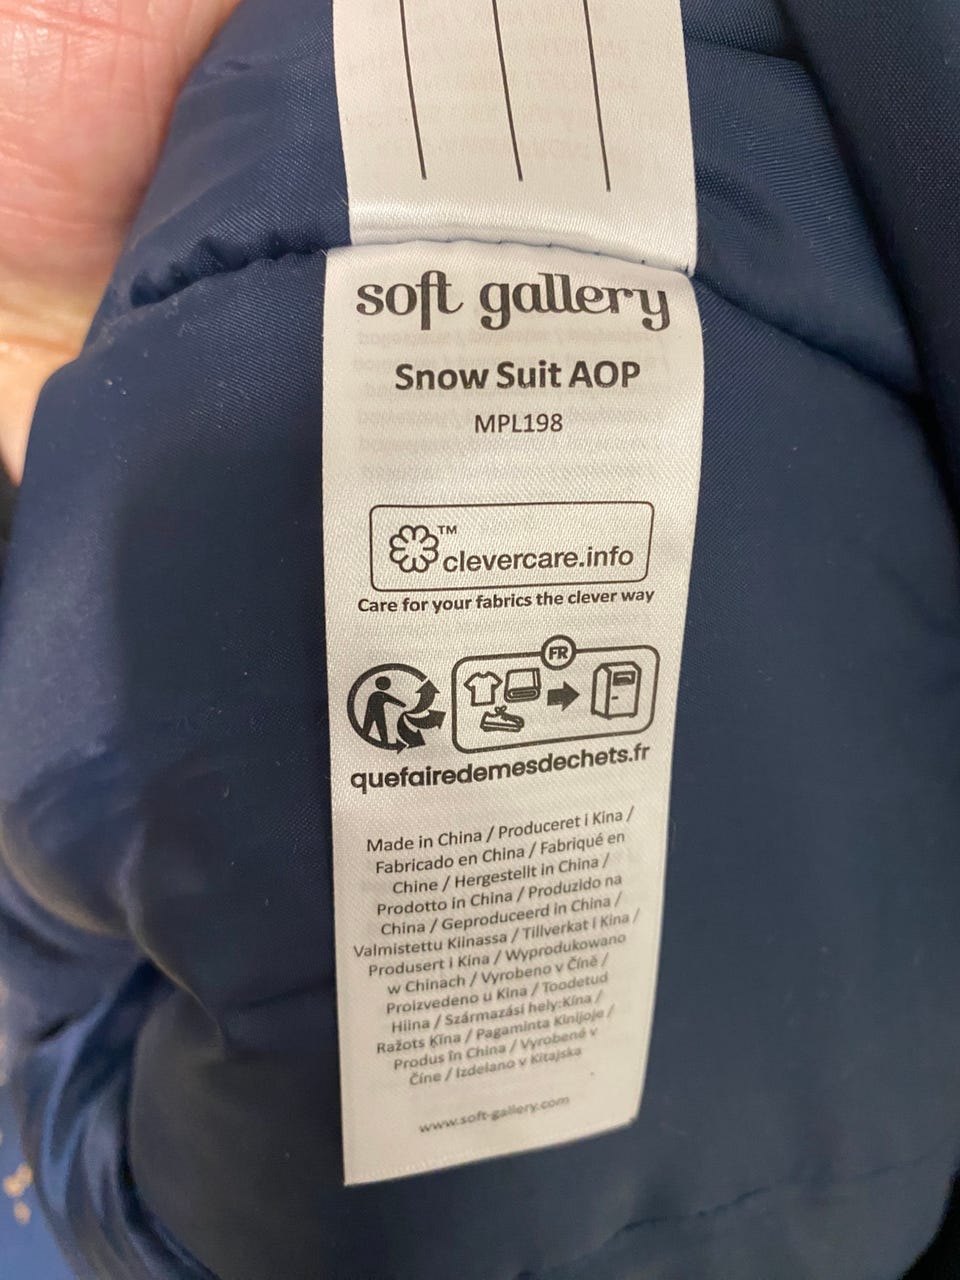 soft gallery
Snow Suit AOP
MPL198
TM
clevercare.info
Care for your fabrics the clever way
FR
quefairedemesdechets.fr
Made in China / Produceret i Kina /
Fabricado en China / Fabriqué en
Chine / Hergestellt in China /
Prodotto in China / Produzido na
China / Geproduceerd in China /
Valmistettu Kiinassa / Tillverkat i Kina /
Produsert i Kina / Wyprodukowano
w Chinach / Vyrobeno v Číně /
Proizvedeno u Kina / Toodetud
Hiina / Származási hely:Kína /
Ražots Ķīna / Pagaminta Kinijoje /
Produs în China / Vyrobené v
Číne / Izdelano v Kitajska
www.soft-gallery.com